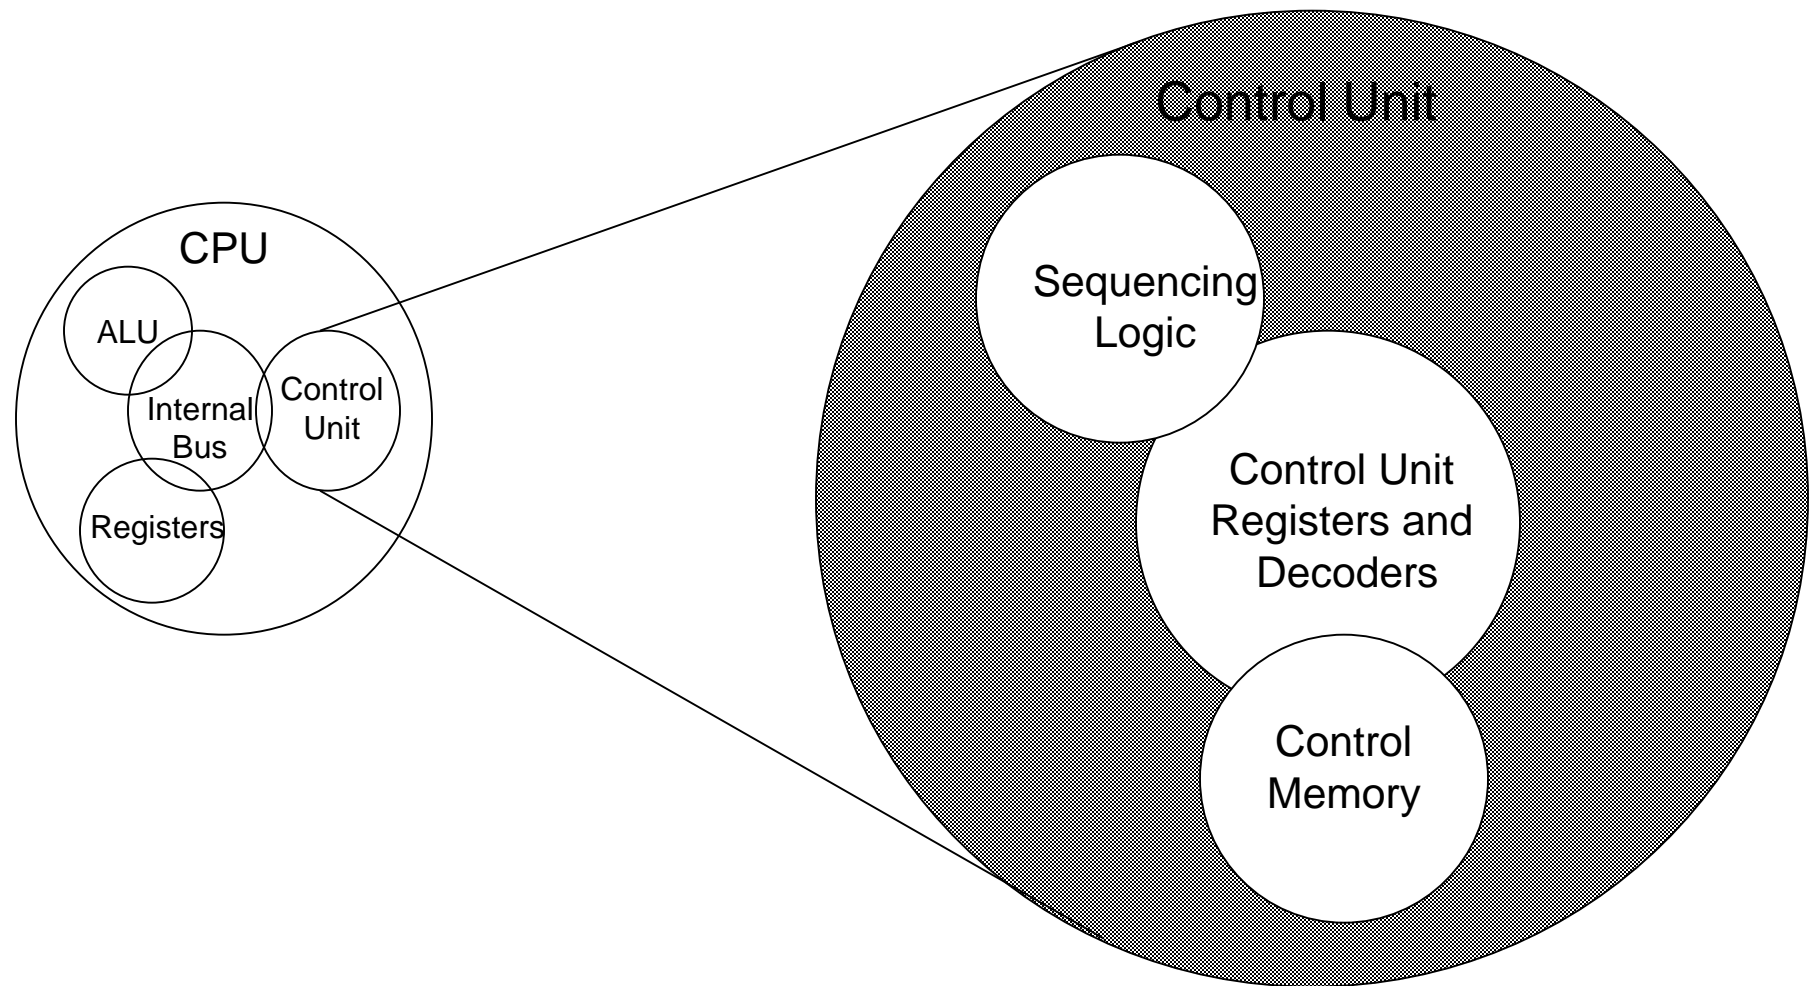 CPU
ALU
Internal
Bus
Control
Unit
Registers
Control Unit
Sequencing
Logic
Control Unit
Registers and
Decoders
Control
Memory